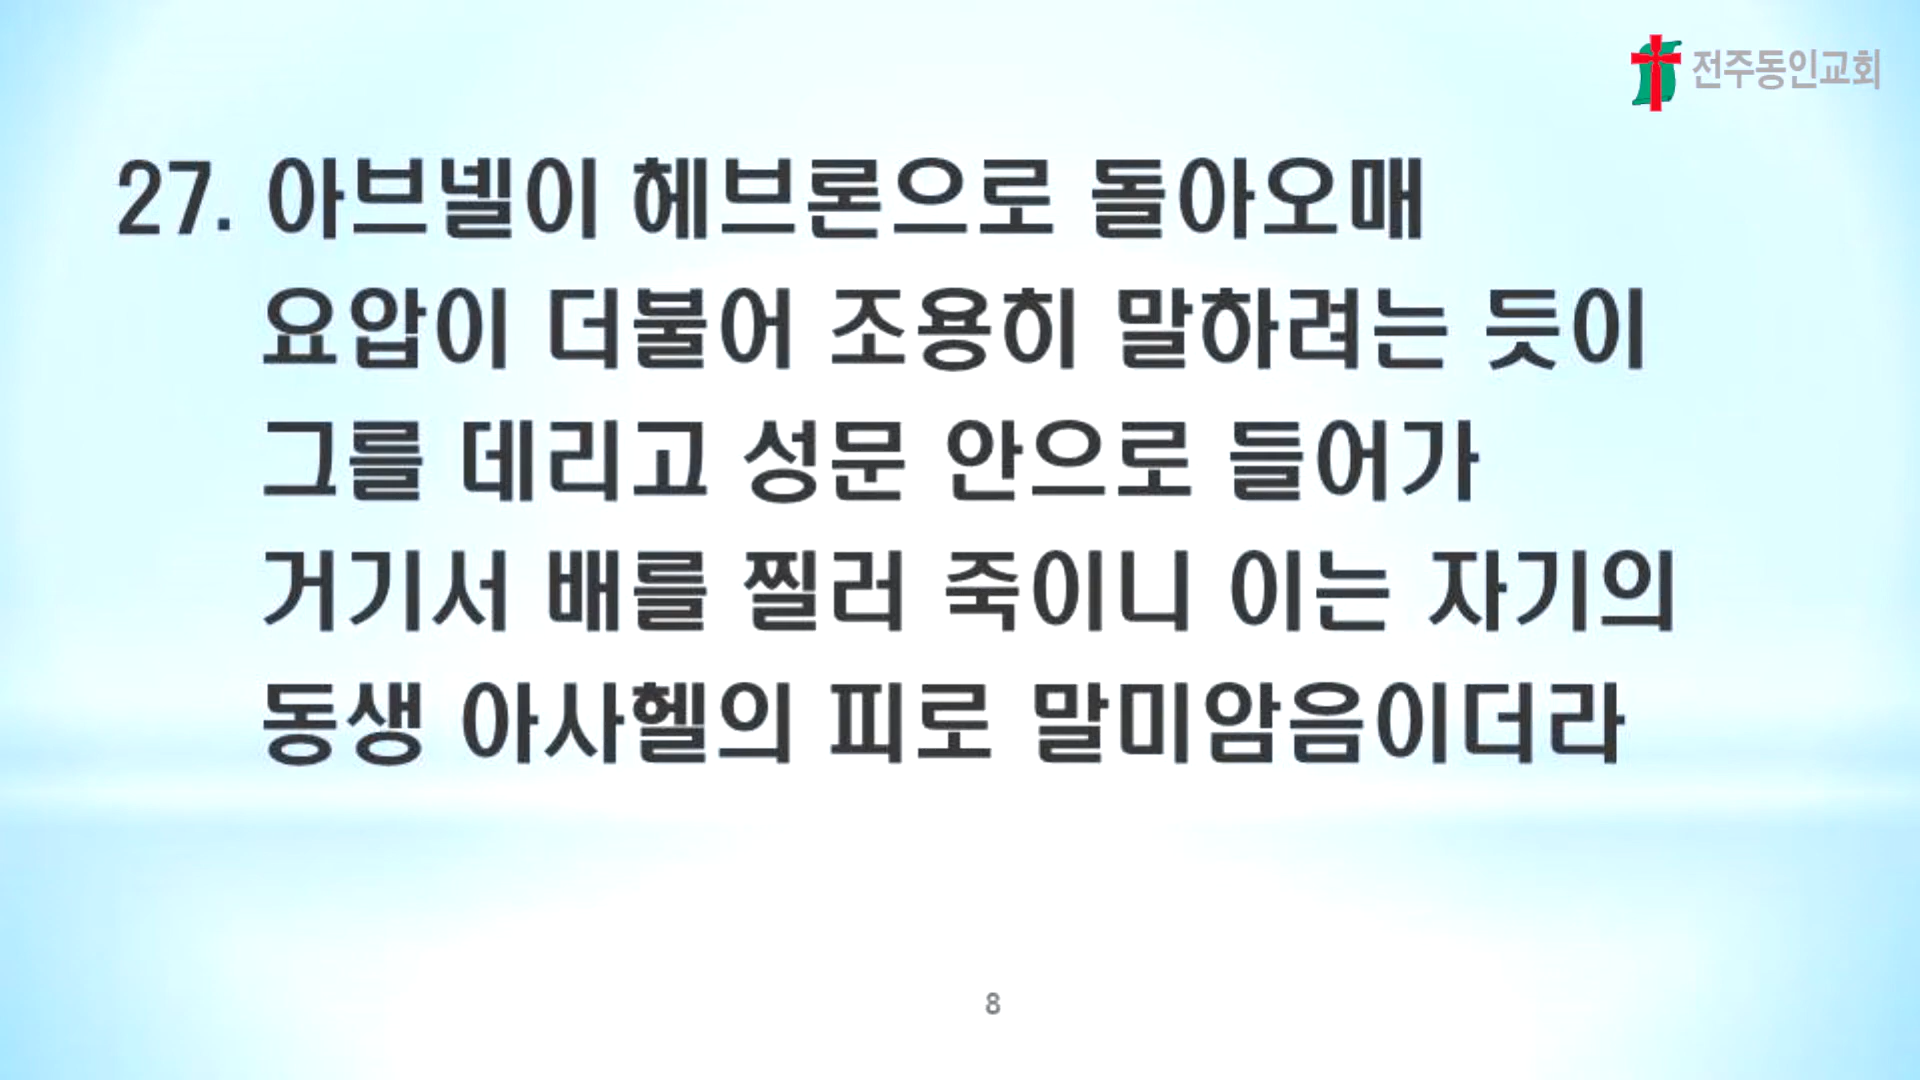 전주동인교회
27. 아브넬이 헤브론으로 돌아오매
요압이 더불어 조용히 말하려는 듯이
그를 데리고 성문 안으로 들어가
거기서 배를 찔러 죽이니 이는 자기의
동생 아사헬의 피로 말미암음이더라
8